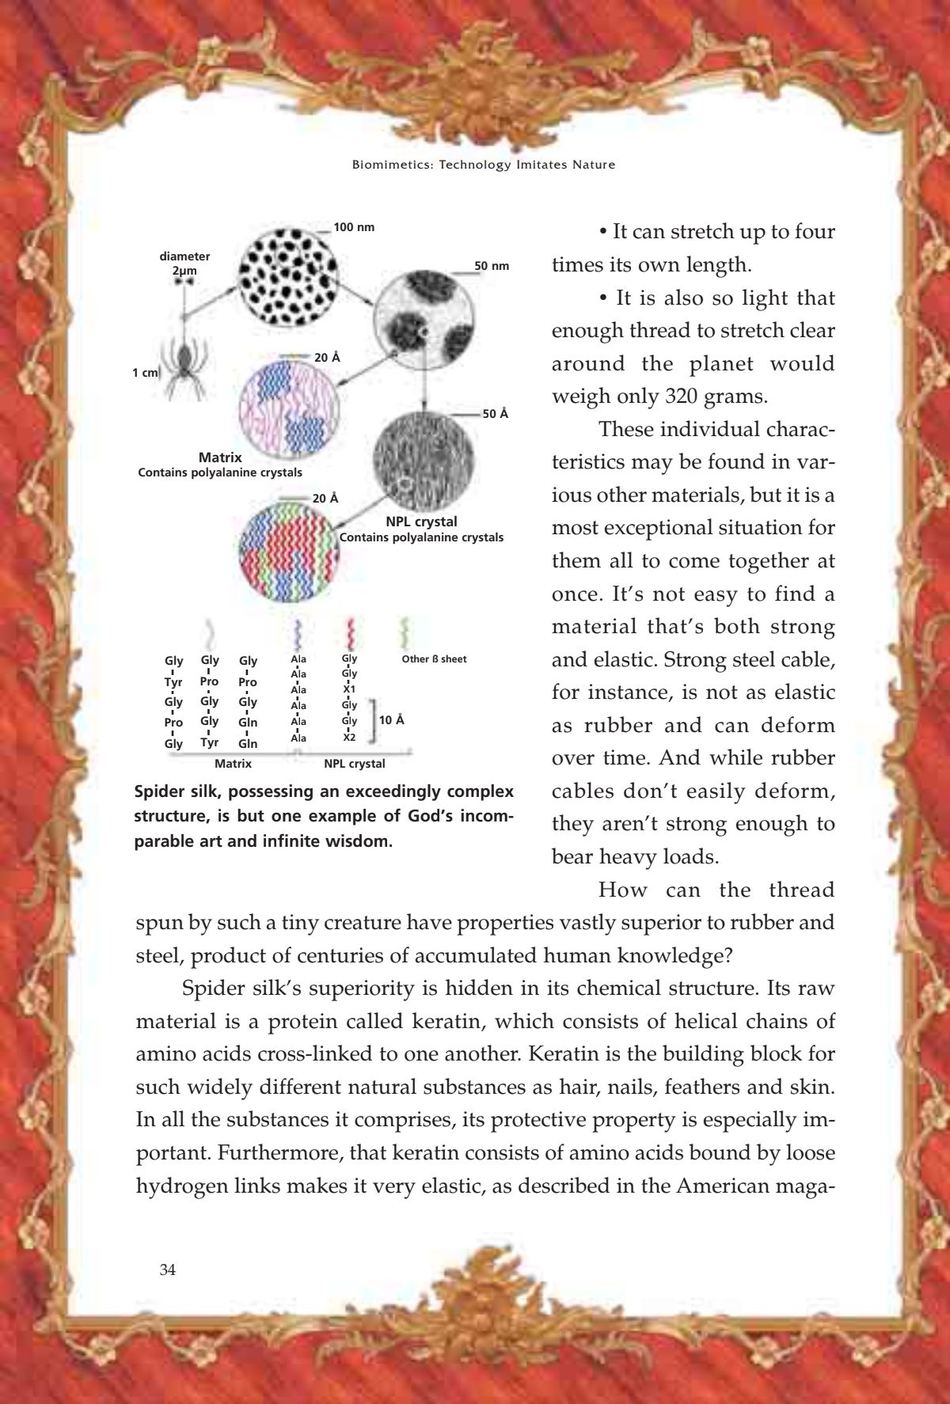 Biomimetics: Technology Imitates Nature
100 nm
diameter
2µm
50 nm
20 Å
1 cm
50 Å
Matrix
Contains polyalanine crystals
20 Å
NPL crystal
Contains polyalanine crystals
Gly Gly Gly Ala Gly Other ß sheet
Ala Gly
Tyr Pro Pro Ala X1
Gly Gly Gly Ala Gly
Pro Gly Gln Ala Gly 10 Å
Gly Tyr Gln Ala X2
Matrix NPL crystal
Spider silk, possessing an exceedingly complex
structure, is but one example of God's incom-
parable art and infinite wisdom.
• It can stretch up to four
times its own length.
• It is also so light that
enough thread to stretch clear
around the planet would
weigh only 320 grams.
These individual charac-
teristics may be found in var-
ious other materials, but it is a
most exceptional situation for
them all to come together at
once. It's not easy to find a
material that's both strong
and elastic. Strong steel cable,
for instance, is not as elastic
as rubber and can deform
over time. And while rubber
cables don't easily deform,
they aren't strong enough to
bear heavy loads.
How can the thread
spun by such a tiny creature have properties vastly superior to rubber and
steel, product of centuries of accumulated human knowledge?
Spider silk's superiority is hidden in its chemical structure. Its raw
material is a protein called keratin, which consists of helical chains of
amino acids cross-linked to one another. Keratin is the building block for
such widely different natural substances as hair, nails, feathers and skin.
In all the substances it comprises, its protective property is especially im-
portant. Furthermore, that keratin consists of amino acids bound by loose
hydrogen links makes it very elastic, as described in the American maga-
34